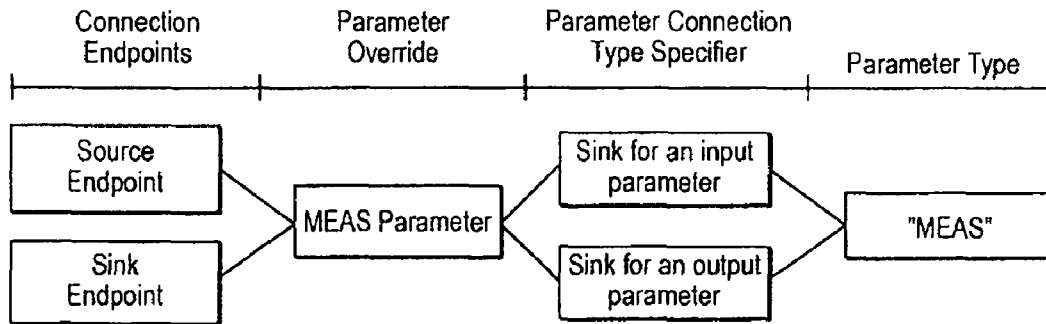 Connection
Endpoints
Parameter
Override
Parameter Connection
Type Specifier
Parameter Type
Source
Endpoint
Sink
Endpoint
MEAS Parameter
Sink for an input
parameter
Sink for an output
parameter
"MEAS"